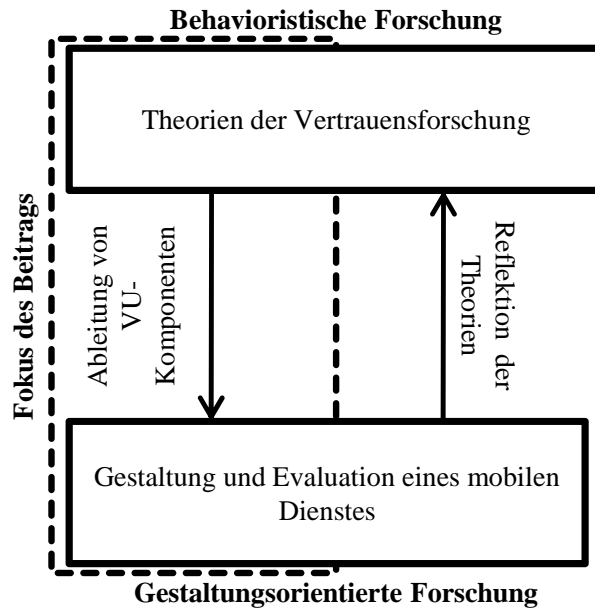 Behavioristische Forschung
Theorien der Vertrauensforschung
Fokus des Beitrags
Ableitung von
VU-
Komponenten
Reflektion der
Theorien
Gestaltung und Evaluation eines mobilen
Dienstes
Gestaltungsorientierte Forschung